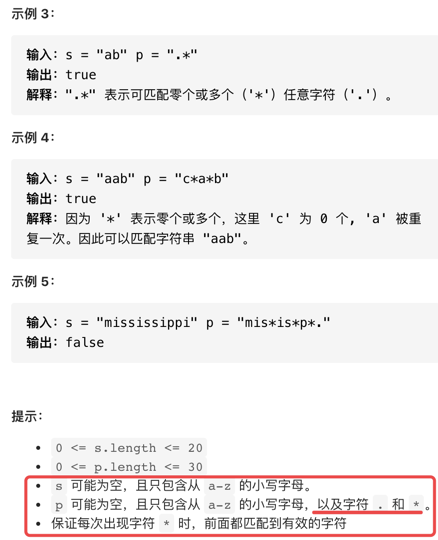 示例 3：
输入：s = "ab" p = ".*"
输出：true
解释：".*" 表示可匹配零个或多个（'*'）任意字符（'.'）。
示例 4：
输入：s = "aab" p = "c*a*b"
输出：true
解释：因为 '*' 表示零个或多个，这里 'c' 为 0 个, 'a' 被重
复一次。因此可以匹配字符串 "aab"。
示例 5：
输入：s = "mississippi" p = "mis*is*p*."
输出：false
提示：
• 0 <= s.length <= 20
• 0 <= p.length <= 30
• s 可能为空，且只包含从 a-z 的小写字母。
• p 可能为空，且只包含从 a-z 的小写字母，以及字符 . 和 *。
• 保证每次出现字符 * 时，前面都匹配到有效的字符